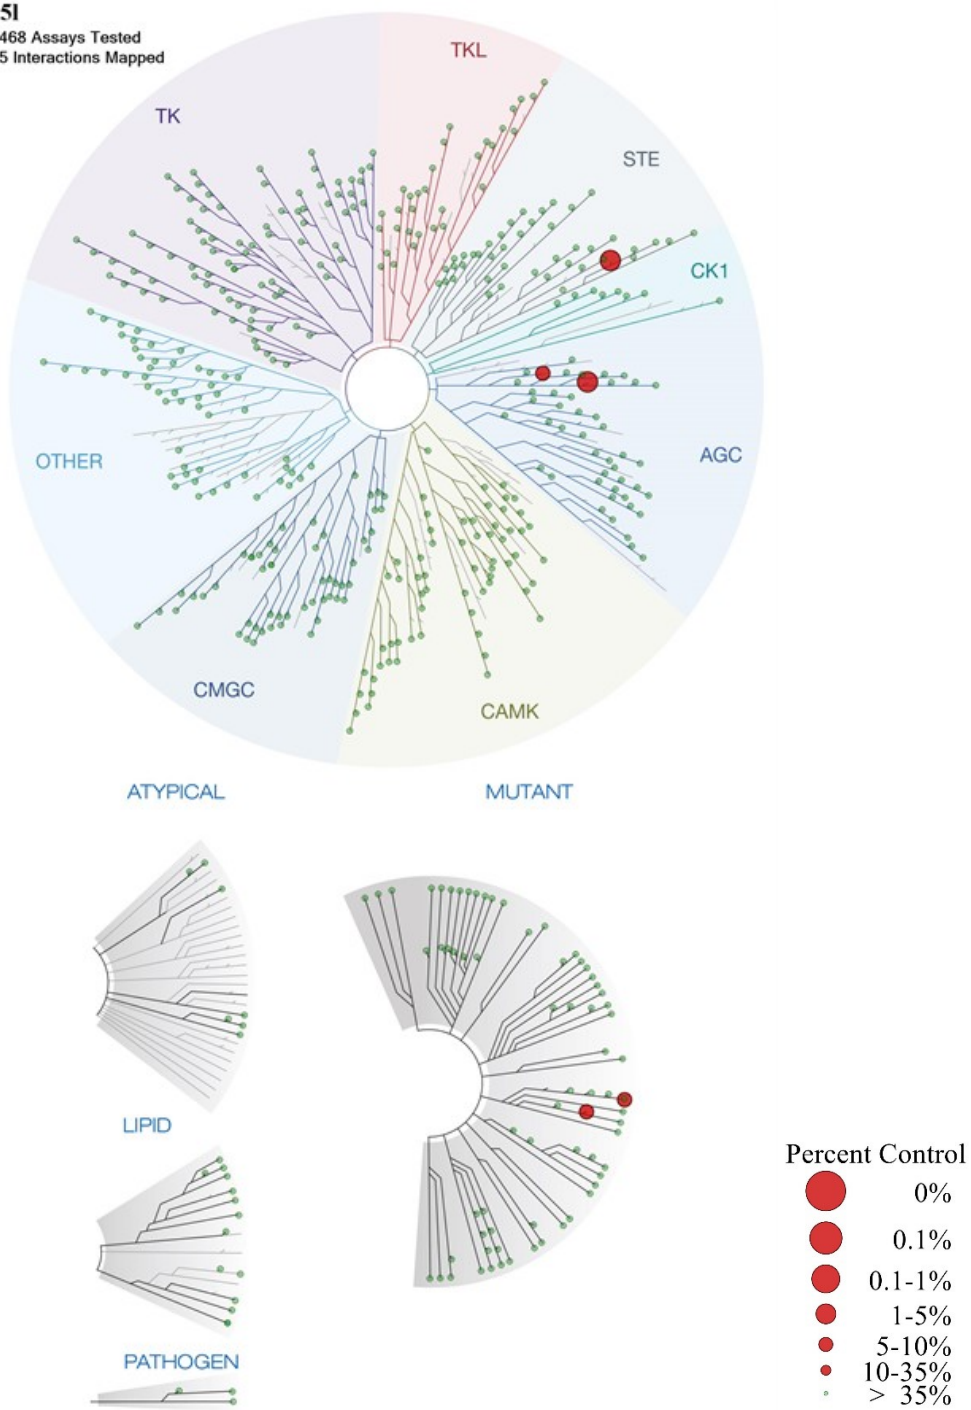 5l
468 Assays Tested
5 Interactions Mapped
TKL
TK
STE
CK1
OTHER
AGC
CMGC
CAMK
ATYPICAL
MUTANT
LIPID
PATHOGEN
Percent Control
0%
0.1%
0.1-1%
1-5%
5-10%
10-35%
> 35%